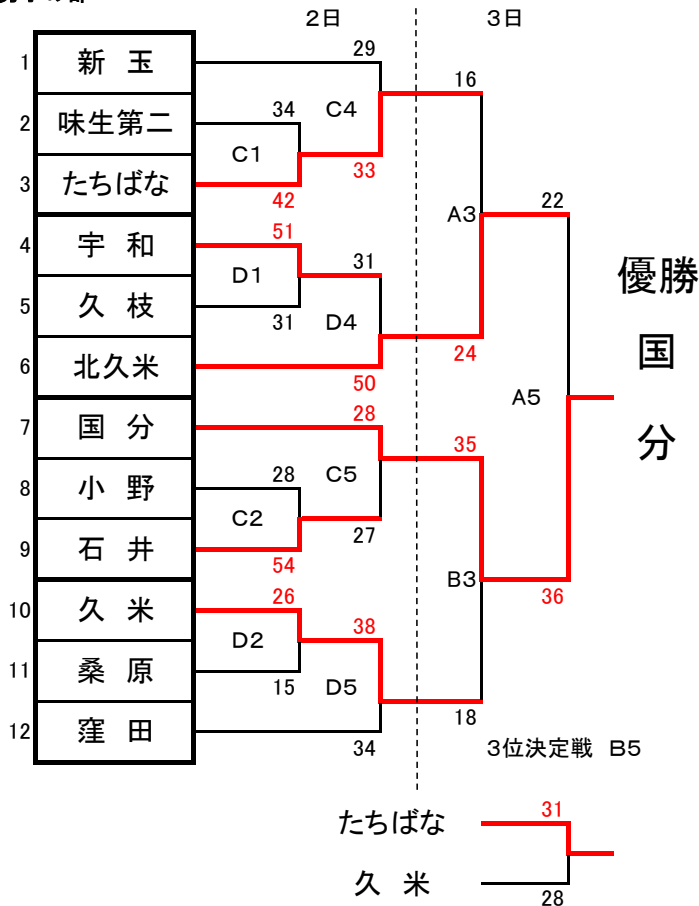 2日 3日
29
1 新 玉
16
34 C4
2 味生第二
C1
33
3 たちばな
42
A3 22
51
4 宇 和
31
D1
5 久 枝
31 D4
24
6 北久米
50
優勝
国
分
A5
28
7 国 分
35
28 C5
8 小 野
C2
27
9 石 井
54
B3
36
26
10 久 米
38
D2
11 桑 原
15 D5
18
12 窪 田
34
3位決定戦 B5
31
たちばな
久 米
28